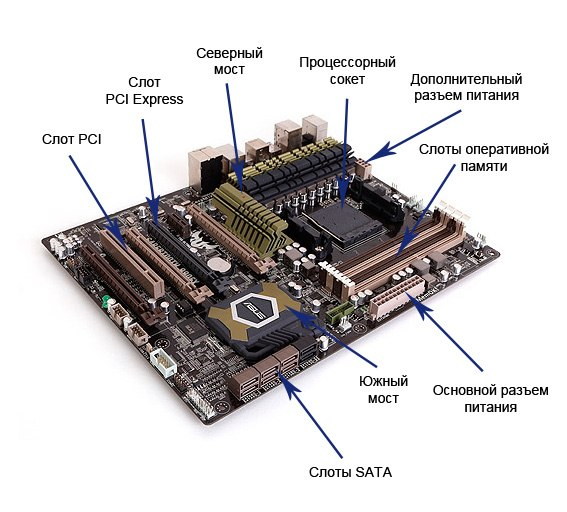 Северный
мост
Процессорный
сокет
Слот
PCI Express
Дополнительный
разъем питания
Слот PCI
Слоты оперативной
памяти
ASUS
Южный
мост
Основной разъем
питания
Слоты SATA